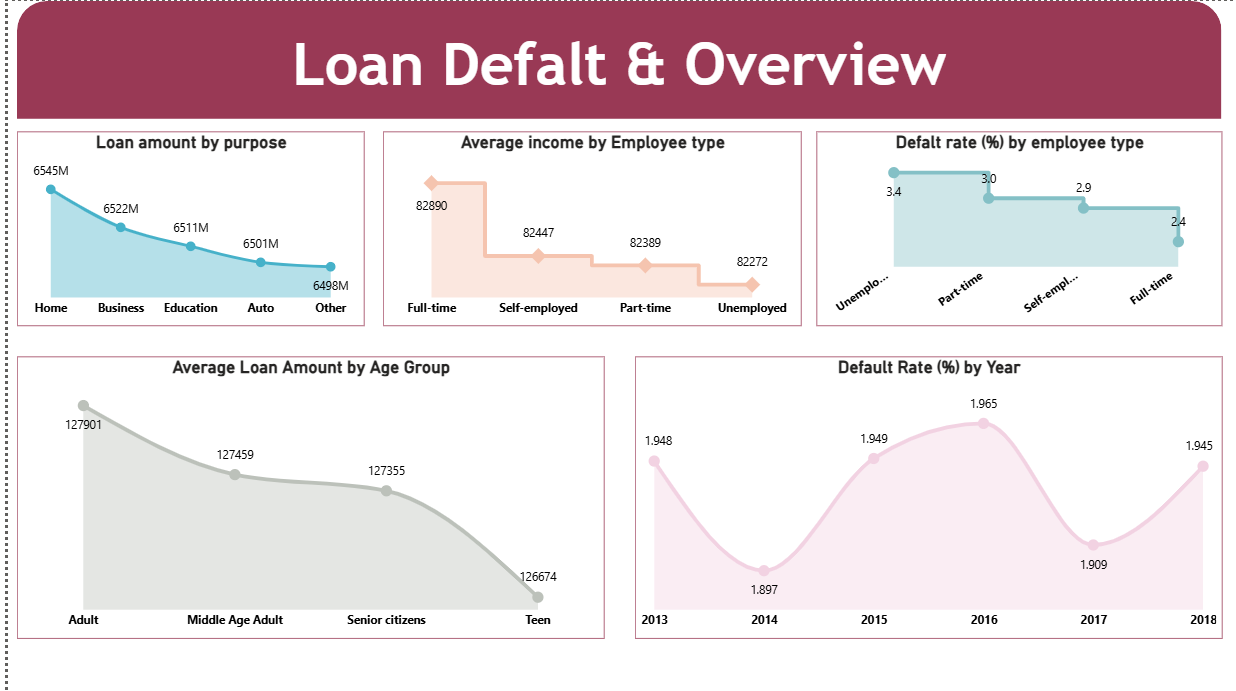 Loan Defalt & Overview
Loan amount by purpose
6545M
6522M
6511M
6501M
6498M
Home Business Education Auto Other
Average income by Employee type
82890
82447
82389
82272
Full-time Self-employed Part-time Unemployed
Defalt rate (%) by employee type
3.4
3.0
2.9
2.4
Unemplo... Part-time Self-empl... Full-time
Average Loan Amount by Age Group
127901
127459
127355
126674
Adult Middle Age Adult Senior citizens Teen
Default Rate (%) by Year
1.948
1.897
1.949
1.965
1.909
1.945
2013 2014 2015 2016 2017 2018